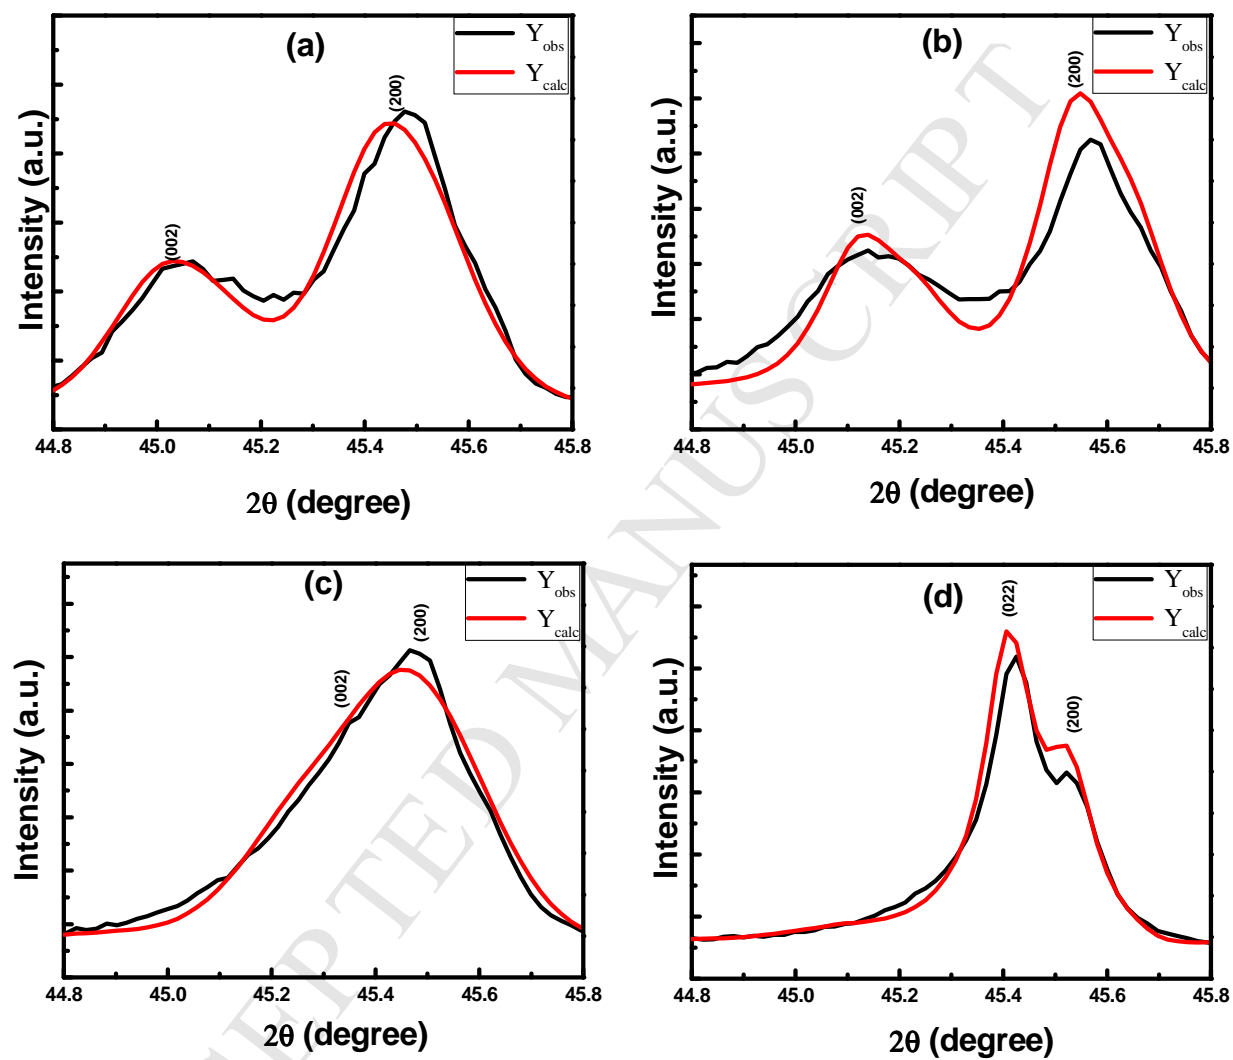 (a)
Y_obs
Y_calc
(002)
(200)
Intensity (a.u.)
44.8 45.0 45.2 45.4 45.6 45.8
2θ (degree)
(b)
Y_obs
Y_calc
(002)
(200)
Intensity (a.u.)
44.8 45.0 45.2 45.4 45.6 45.8
2θ (degree)
(c)
Y_obs
Y_calc
(002)
(200)
Intensity (a.u.)
44.8 45.0 45.2 45.4 45.6 45.8
2θ (degree)
(d)
Y_obs
Y_calc
(022)
(200)
Intensity (a.u.)
44.8 45.0 45.2 45.4 45.6 45.8
2θ (degree)
EPTED MANUSCRIPT